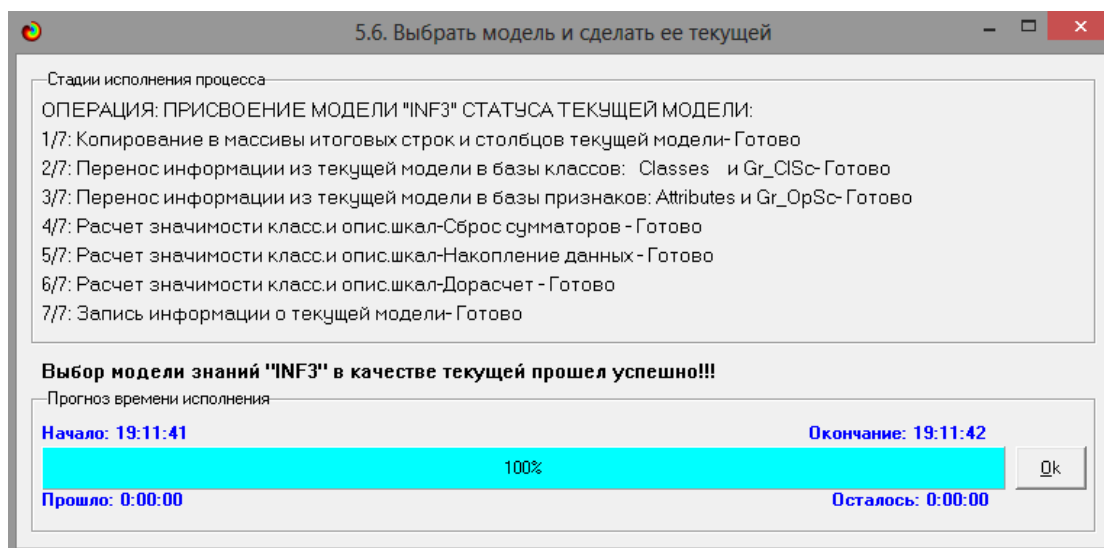 5.6. Выбрать модель и сделать ее текущей
Стадии исполнения процесса
ОПЕРАЦИЯ: ПРИСВОЕНИЕ МОДЕЛИ "INF3" СТАТУСА ТЕКУЩЕЙ МОДЕЛИ:
1/7: Копирование в массивы итоговых строк и столбцов текущей модели- Готово
2/7: Перенос информации из текущей модели в базы классов: Classes и Gr_ClSc- Готово
3/7: Перенос информации из текущей модели в базы признаков: Attributes и Gr_OpSc- Готово
4/7: Расчет значимости класс.и опис.шкал-Сброс сумматоров - Готово
5/7: Расчет значимости класс.и опис.шкал-Накопление данных - Готово
6/7: Расчет значимости класс.и опис.шкал-Дорасчет - Готово
7/7: Запись информации о текущей модели- Готово
Выбор модели знаний "INF3" в качестве текущей прошел успешно!!!
Прогноз времени исполнения
Начало: 19:11:41 Окончание: 19:11:42
100% Ok
Прошло: 0:00:00 Осталось: 0:00:00